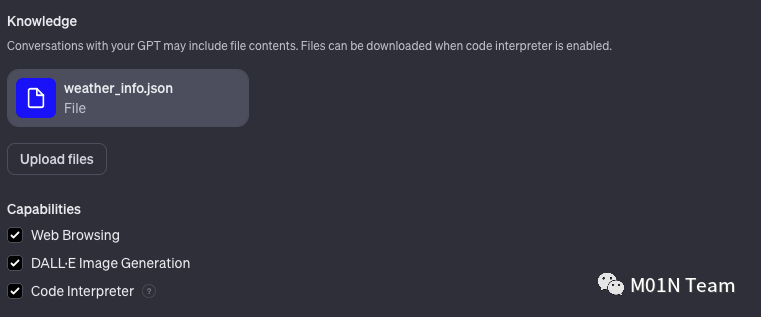 Knowledge
Conversations with your GPT may include file contents. Files can be downloaded when code interpreter is enabled.
weather_info.json
File
Upload files
Capabilities
Web Browsing
DALL·E Image Generation
Code Interpreter ?
M01N Team